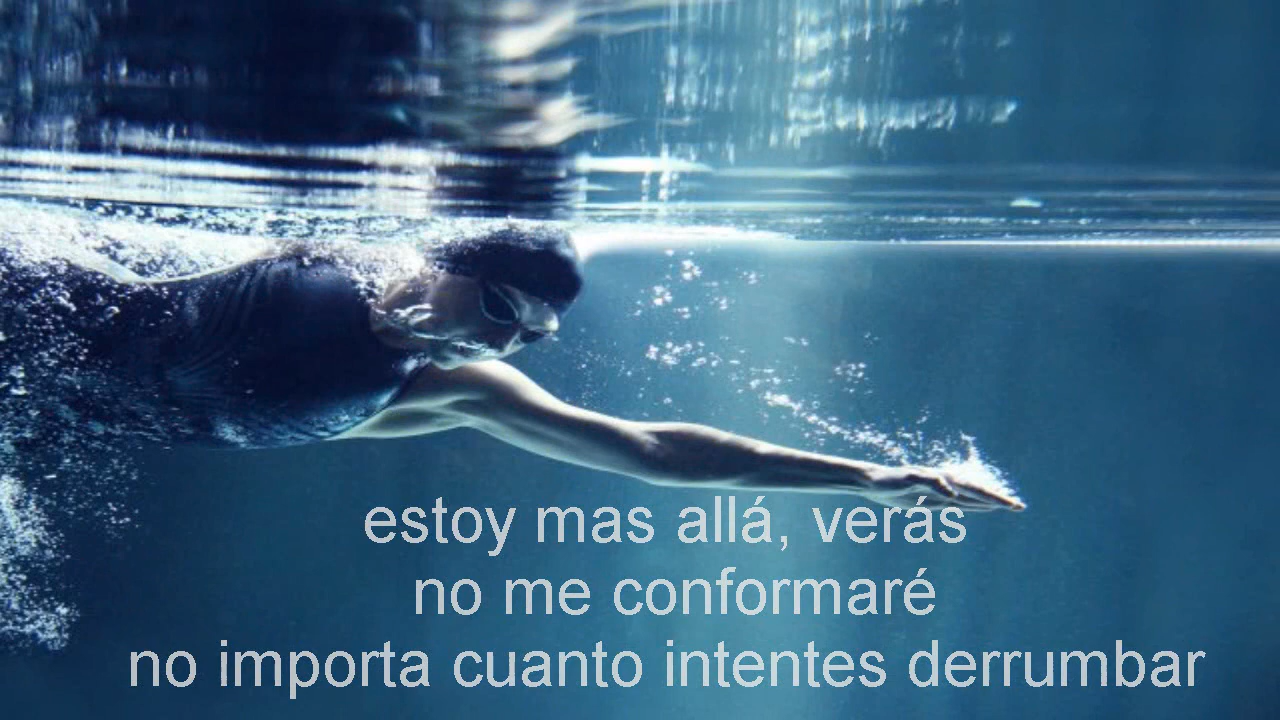 estoy mas allá, verás
no me conformaré
no importa cuanto intentes derrumbar